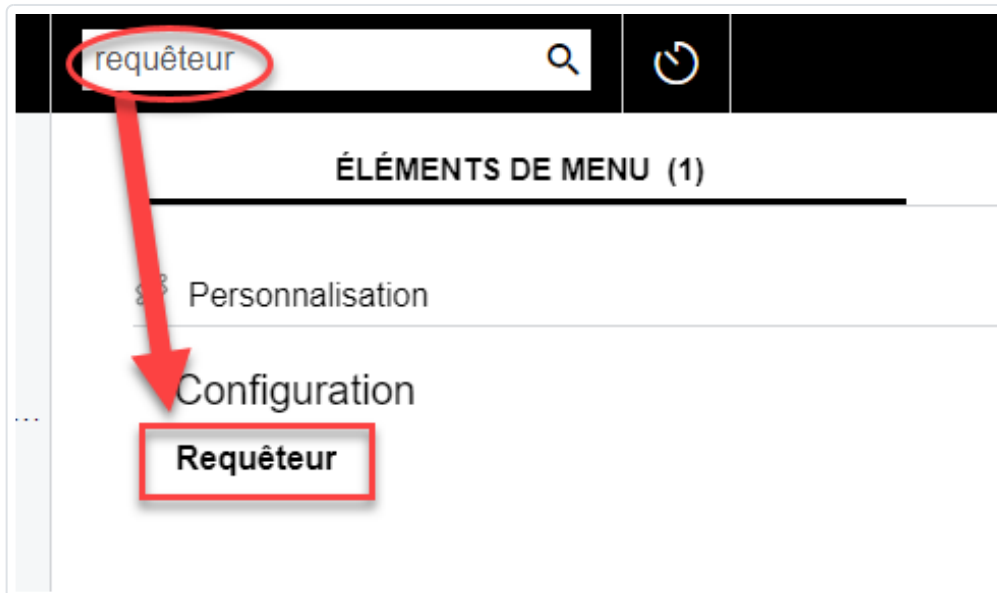 requêteur
ÉLÉMENTS DE MENU (1)
Personnalisation
Configuration
...
Requêteur